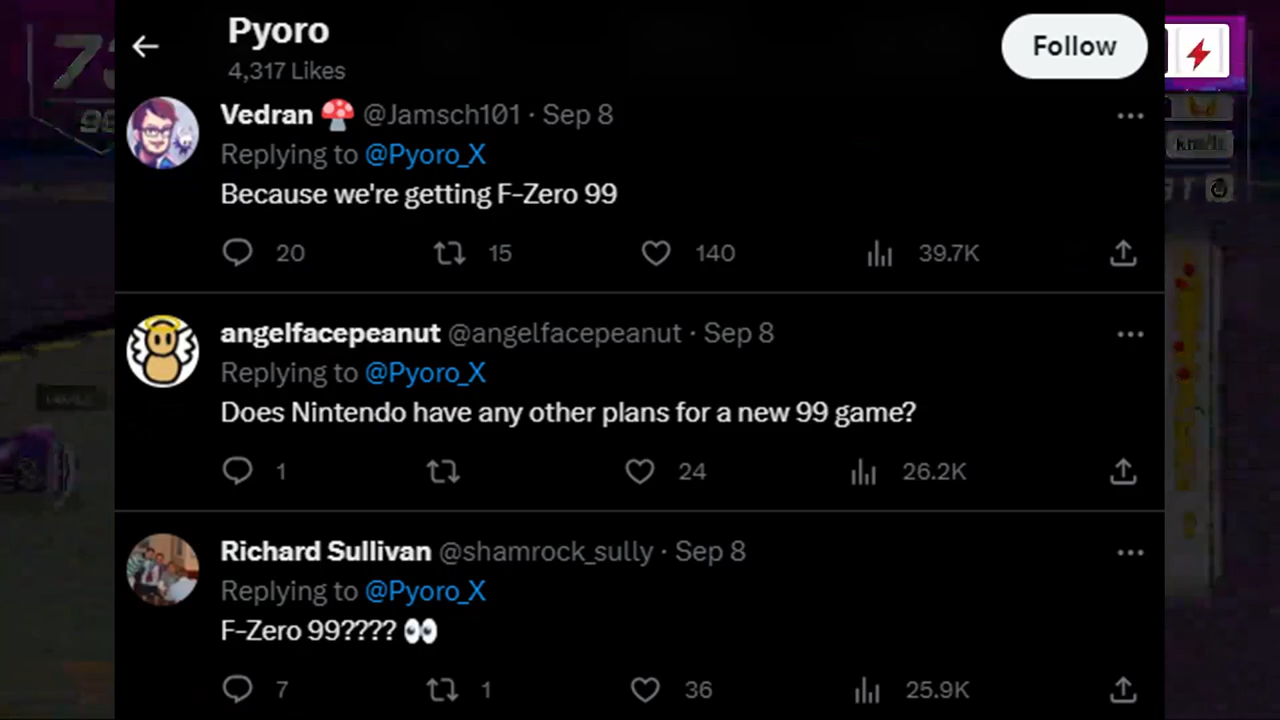 Pyoro
4,317 Likes
Follow
Vedran 🍄 @Jamsch101 · Sep 8
Replying to @Pyoro_X
Because we're getting F-Zero 99
20 15 140 39.7K
angelfacepeanut @angelfacepeanut · Sep 8
Replying to @Pyoro_X
Does Nintendo have any other plans for a new 99 game?
1 24 26.2K
Richard Sullivan @shamrock_sully · Sep 8
Replying to @Pyoro_X
F-Zero 99???? 👀
7 1 36 25.9K
km/h